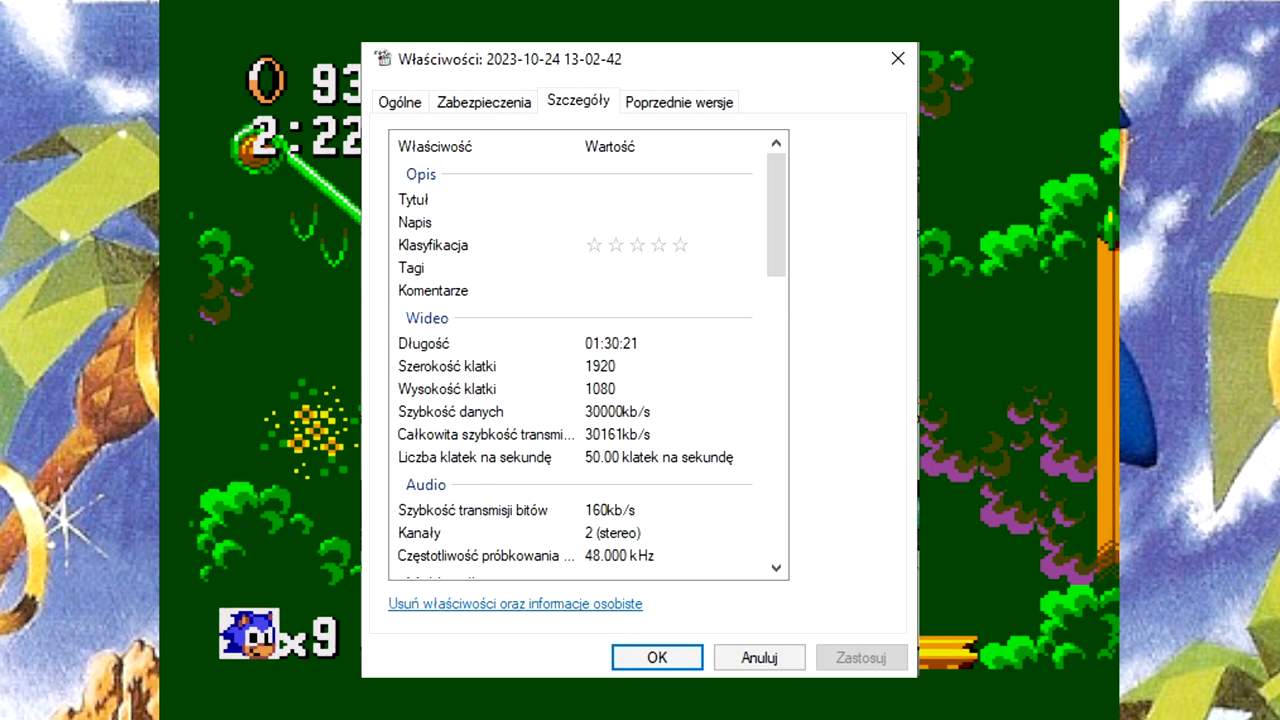 Właściwości: 2023-10-24 13-02-42
Ogólne Zabezpieczenia Szczegóły Poprzednie wersje
93
2:22
Właściwość Wartość
Opis
Tytuł
Napis
Klasyfikacja
Tagi
Komentarze
Wideo
Długość 01:30:21
Szerokość klatki 1920
Wysokość klatki 1080
Szybkość danych 30000kb/s
Całkowita szybkość transmi... 30161kb/s
Liczba klatek na sekundę 50.00 klatek na sekundę
Audio
Szybkość transmisji bitów 160kb/s
Kanały 2 (stereo)
Częstotliwość próbkowania ... 48.000 kHz
Usuń właściwości oraz informacje osobiste
x9
OK Anuluj Zastosuj